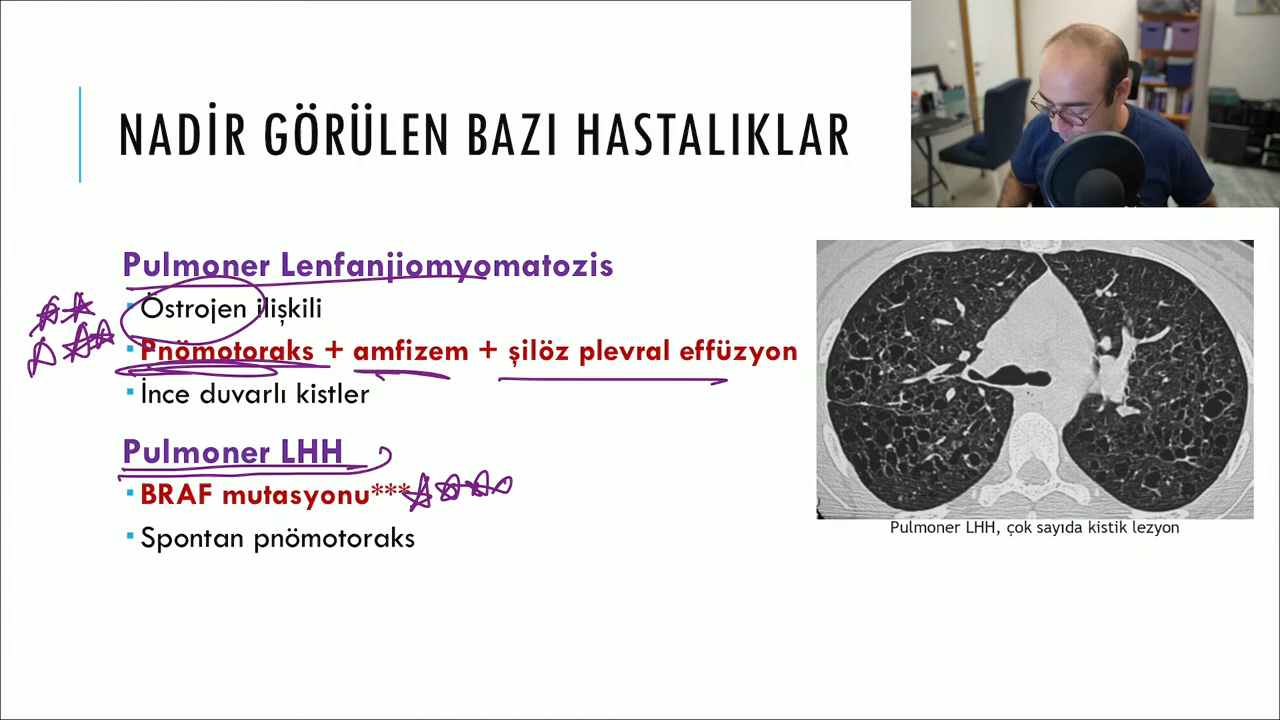 NADİR GÖRÜLEN BAZI HASTALIKLAR
Pulmoner Lenfanjiomyomatozis
Östrojen ilişkili
Pnömotoraks + amfizem + şilöz plevral effüzyon
İnce duvarlı kistler
Pulmoner LHH
BRAF mutasyonu***
Spontan pnömotoraks
Pulmoner LHH, çok sayıda kistik lezyon